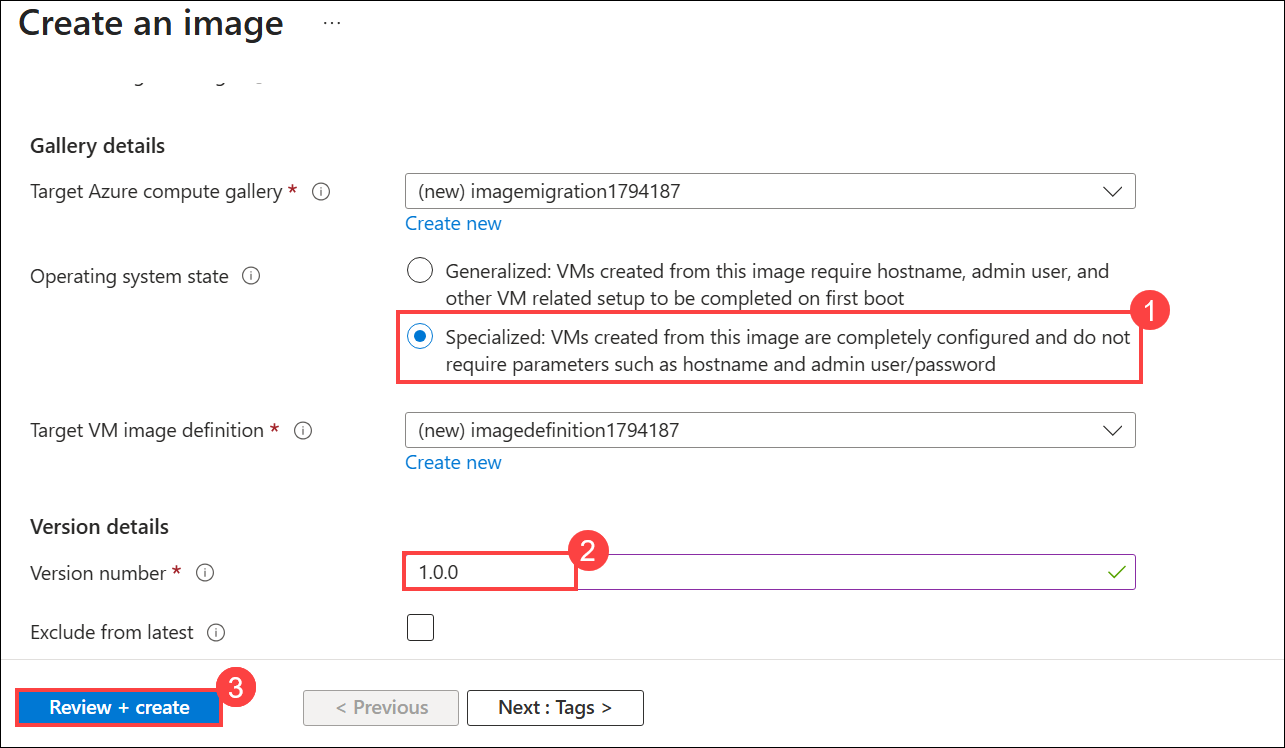 Create an image ...
Gallery details
Target Azure compute gallery *
(new) imagemigration1794187
Create new
Operating system state
Generalized: VMs created from this image require hostname, admin user, and
other VM related setup to be completed on first boot
1
Specialized: VMs created from this image are completely configured and do not
require parameters such as hostname and admin user/password
Target VM image definition *
(new) imagedefinition1794187
Create new
Version details
Version number *
1.0.0
2
Exclude from latest
Review + create
3
< Previous
Next : Tags >